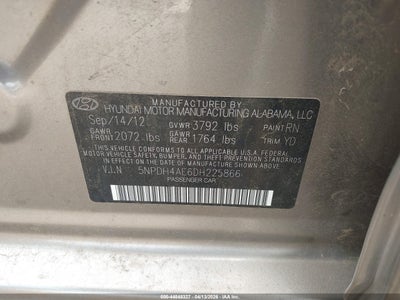 MANUFACTURED BY
HYUNDAI MOTOR MANUFACTURING ALABAMA, LLC
Sep/14/12 GVWR 3792 lbs PAINT RN
GAWR FRONT 2072 lbs GAWR REAR 1764 lbs TRIM YD
THIS VEHICLE CONFORMS TO ALL APPLICABLE U.S.A. FEDERAL
MOTOR VEHICLE SAFETY, BUMPER, AND THEFT PREVENTION STANDARDS
IN EFFECT ON THE DATE OF MANUFACTURE SHOWN ABOVE.
V.I.N 5NPDH4AE6DH225866
PASSENGER CAR